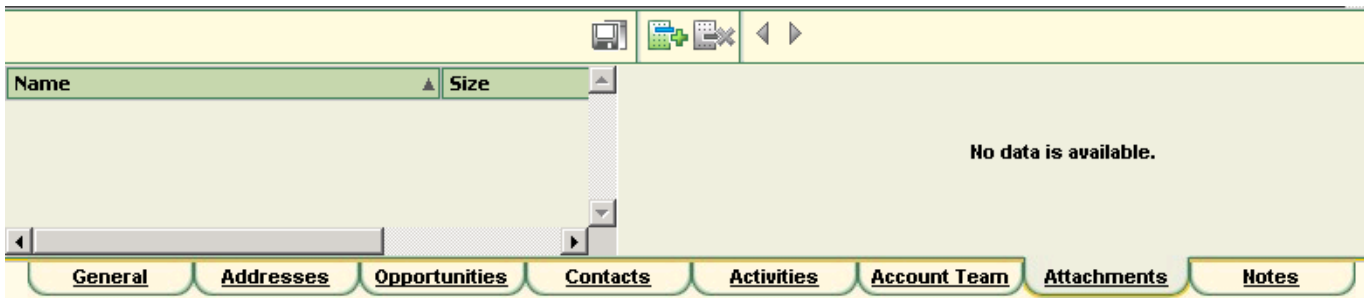 Name Size
No data is available.
General Addresses Opportunities Contacts Activities Account Team Attachments Notes